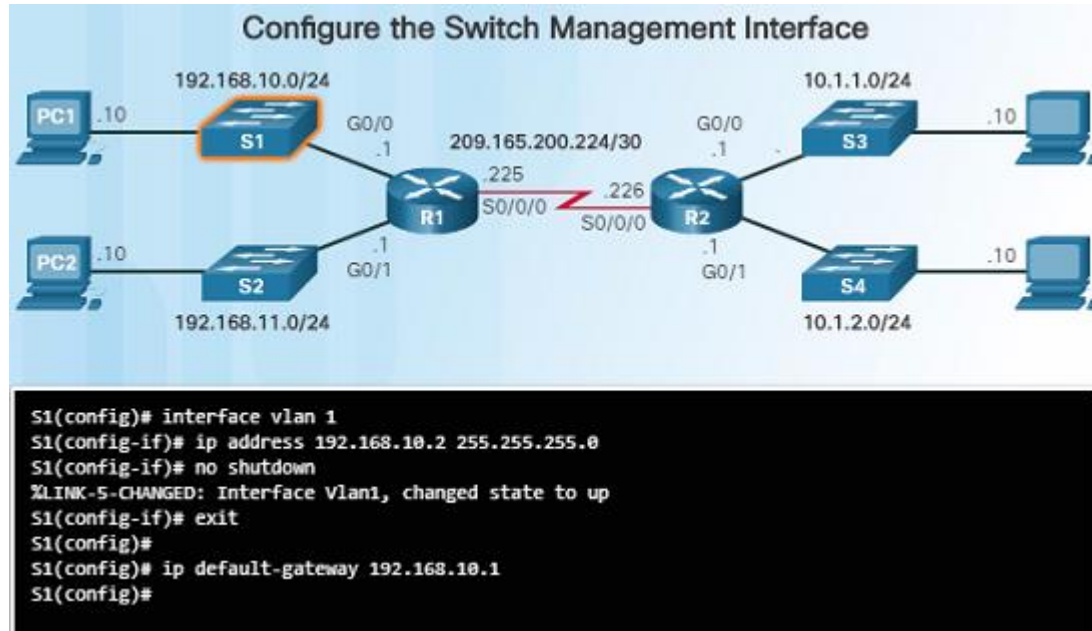 Configure the Switch Management Interface
192.168.10.0/24
10.1.1.0/24
PC1
.10
S1
G0/0
.1
209.165.200.224/30
G0/0
.1
S3
.10
.225
S0/0/0
.226
S0/0/0
R1
R2
PC2
.10
S2
.1
G0/1
.1
G0/1
S4
.10
192.168.11.0/24
10.1.2.0/24
S1(config)# interface vlan 1
S1(config-if)# ip address 192.168.10.2 255.255.255.0
S1(config-if)# no shutdown
%LINK-5-CHANGED: Interface Vlan1, changed state to up
S1(config-if)# exit
S1(config)#
S1(config)# ip default-gateway 192.168.10.1
S1(config)#